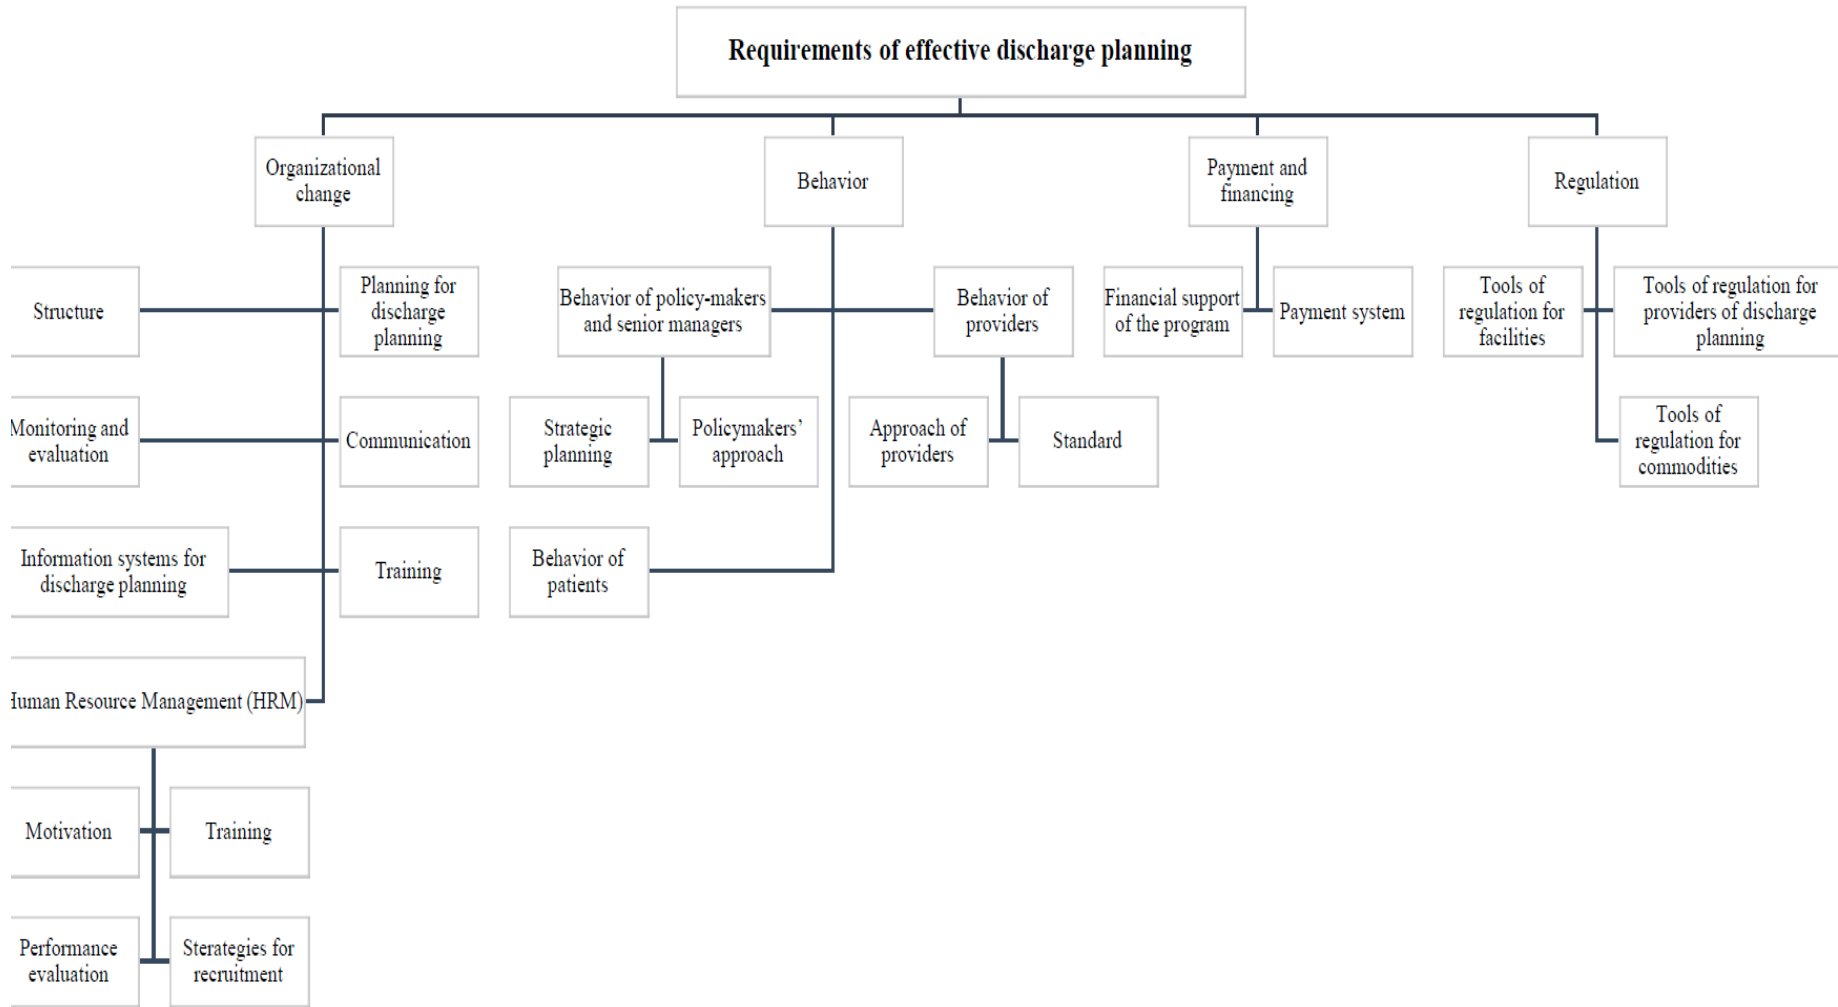 Requirements of effective discharge planning
Organizational
change
Behavior
Payment and
financing
Regulation
Structure
Planning for
discharge
planning
Behavior of policy-makers
and senior managers
Behavior of
providers
Financial support
of the program
Payment system
Tools of
regulation for
facilities
Tools of regulation for
providers of discharge
planning
Monitoring and
evaluation
Communication
Strategic
planning
Policymakers’
approach
Approach of
providers
Standard
Tools of
regulation for
commodities
Information systems for
discharge planning
Training
Behavior of
patients
Human Resource Management (HRM)
Motivation
Training
Performance
evaluation
Sterategies for
recruitment